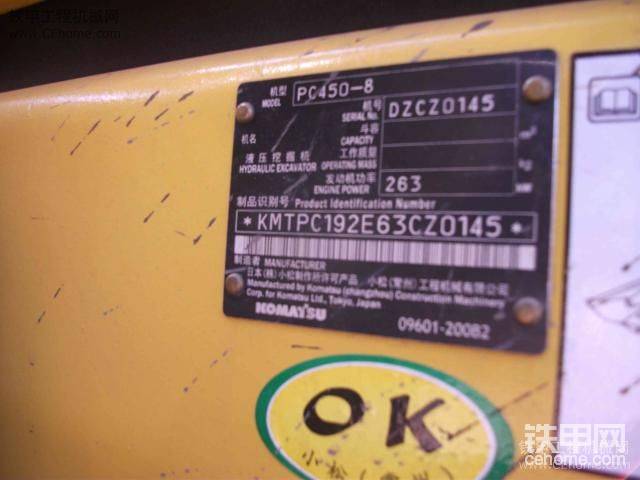 铁甲工程机械网
www.CEhome.com
机型 MODEL PC450-8
机号 SERIAL No. DZCZ0145
机名
斗容 CAPACITY m³
液压挖掘机
HYDRAULIC EXCAVATOR
工作质量
OPERATING MASS
发动机功率
ENGINE POWER 263 kW
制品识别号 Product Identification Number
*KMTPC192E63CZ0145*
制造者 MANUFACTURER
日本(株)小松制作所许可产品 小松(常州)工程机械有限公司
Manufactured by Komatsu (changzhou) Construction Machinery
Corp. for Komatsu Ltd., Tokyo, Japan
KOMATSU
09601-20082
OK
小松(常州)
铁甲网
cehome.com